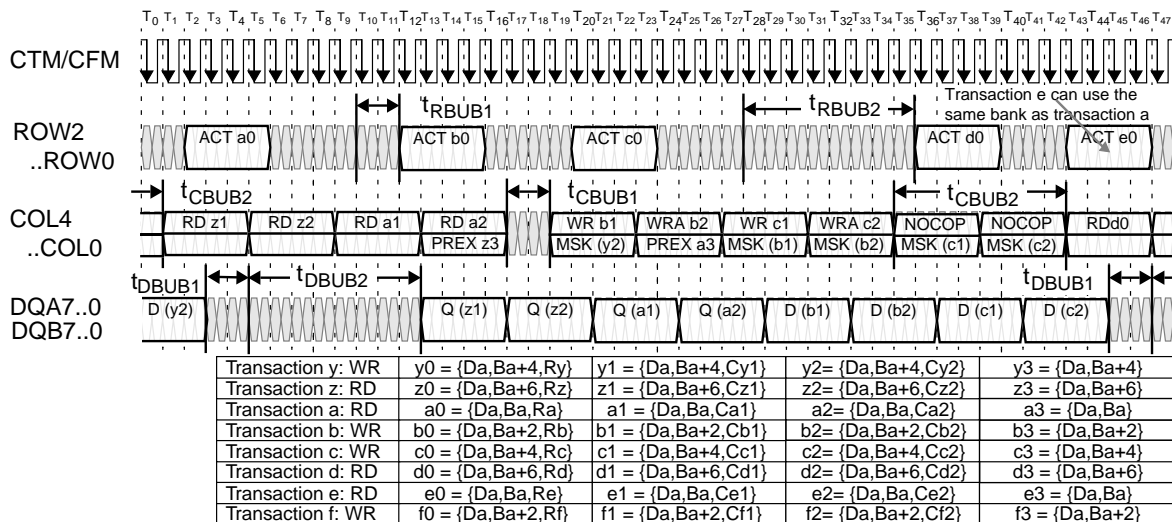 T0 T1 T2 T3 T4 T5 T6 T7 T8 T9 T10 T11 T12 T13 T14 T15 T16 T17 T18 T19 T20 T21 T22 T23 T24 T25 T26 T27 T28 T29 T30 T31 T32 T33 T34 T35 T36 T37 T38 T39 T40 T41 T42 T43 T44 T45 T46 T47
CTM/CFM
tRBUB1 tRBUB2 Transaction e can use the
same bank as transaction a
ROW2
..ROW0
ACT a0 ACT b0 ACT c0 ACT d0 ACT e0
tCBUB2 tCBUB1 tCBUB2
COL4
..COL0
RD z1 RD z2 RD a1 RD a2 WR b1 WRA b2 WR c1 WRA c2 NOCOP NOCOP RDd0
PREX z3 MSK (y2) PREX a3 MSK (b1) MSK (b2) MSK (c1) MSK (c2)
tDBUB1 tDBUB2 tDBUB1
DQA7..0
DQB7..0
D (y2) Q (z1) Q (z2) Q (a1) Q (a2) D (b1) D (b2) D (c1) D (c2)
Transaction y: WR y0 = {Da,Ba+4,Ry} y1 = {Da,Ba+4,Cy1} y2= {Da,Ba+4,Cy2} y3 = {Da,Ba+4}
Transaction z: RD z0 = {Da,Ba+6,Rz} z1 = {Da,Ba+6,Cz1} z2= {Da,Ba+6,Cz2} z3 = {Da,Ba+6}
Transaction a: RD a0 = {Da,Ba,Ra} a1 = {Da,Ba,Ca1} a2= {Da,Ba,Ca2} a3 = {Da,Ba}
Transaction b: WR b0 = {Da,Ba+2,Rb} b1 = {Da,Ba+2,Cb1} b2= {Da,Ba+2,Cb2} b3 = {Da,Ba+2}
Transaction c: WR c0 = {Da,Ba+4,Rc} c1 = {Da,Ba+4,Cc1} c2= {Da,Ba+4,Cc2} c3 = {Da,Ba+4}
Transaction d: RD d0 = {Da,Ba+6,Rd} d1 = {Da,Ba+6,Cd1} d2= {Da,Ba+6,Cd2} d3 = {Da,Ba+6}
Transaction e: RD e0 = {Da,Ba,Re} e1 = {Da,Ba,Ce1} e2= {Da,Ba,Ce2} e3 = {Da,Ba}
Transaction f: WR f0 = {Da,Ba+2,Rf} f1 = {Da,Ba+2,Cf1} f2= {Da,Ba+2,Cf2} f3 = {Da,Ba+2}